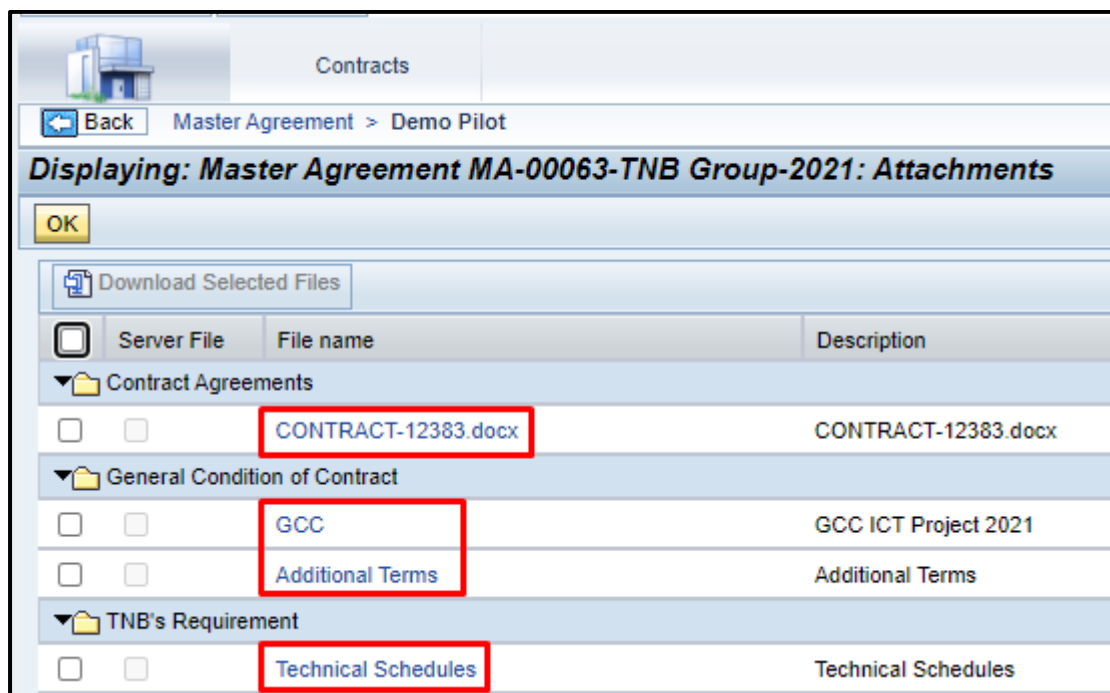 Contracts
Back Master Agreement > Demo Pilot
Displaying: Master Agreement MA-00063-TNB Group-2021: Attachments
OK
Download Selected Files
Server File File name Description
Contract Agreements
CONTRACT-12383.docx CONTRACT-12383.docx
General Condition of Contract
GCC GCC ICT Project 2021
Additional Terms Additional Terms
TNB's Requirement
Technical Schedules Technical Schedules